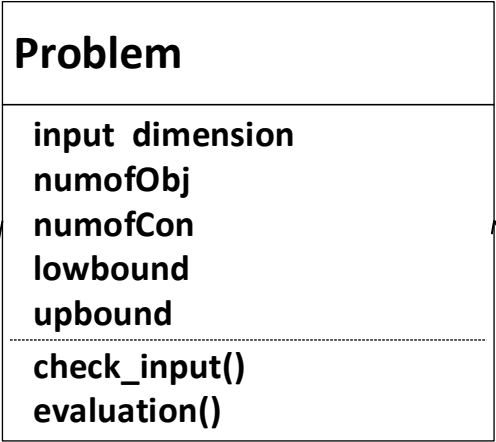 Problem
input dimension
numofObj
numofCon
lowbound
upbound
check_input()
evaluation()